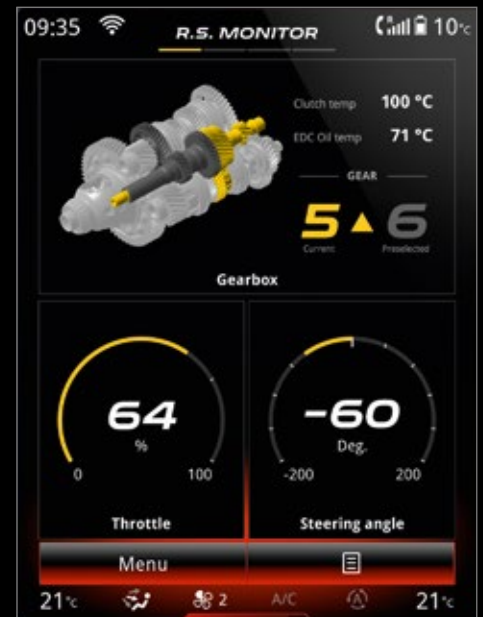 09:35 R.S. MONITOR 10°C
Clutch temp 100 °C
EDC Oil temp 71 °C
GEAR
5 6
Current Preselected
Gearbox
64 -60
% Deg.
0 100 -200 200
Throttle Steering angle
Menu
21°C 2 A/C A 21°C